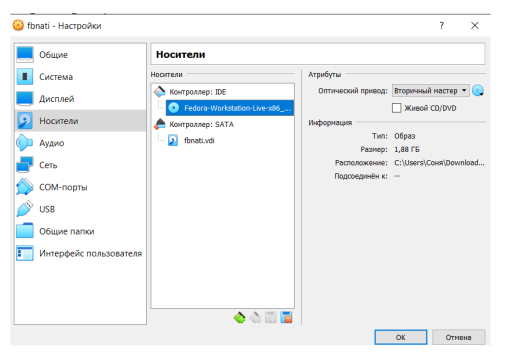 fbnati - Настройки
?
Общие
Система
Дисплей
Носители
Аудио
Сеть
COM-порты
USB
Общие папки
Интерфейс пользователя
Носители
Носители
Контроллер: IDE
Fedora-Workstation-Live-x86_...
Контроллер: SATA
fbnati.vdi
Атрибуты
Оптический привод: Вторичный мастер
Живой CD/DVD
Информация
Тип: Образ
Размер: 1,88 ГБ
Расположение: C:\Users\Соня\Download...
Подсоединён к: --
OK
Отмена